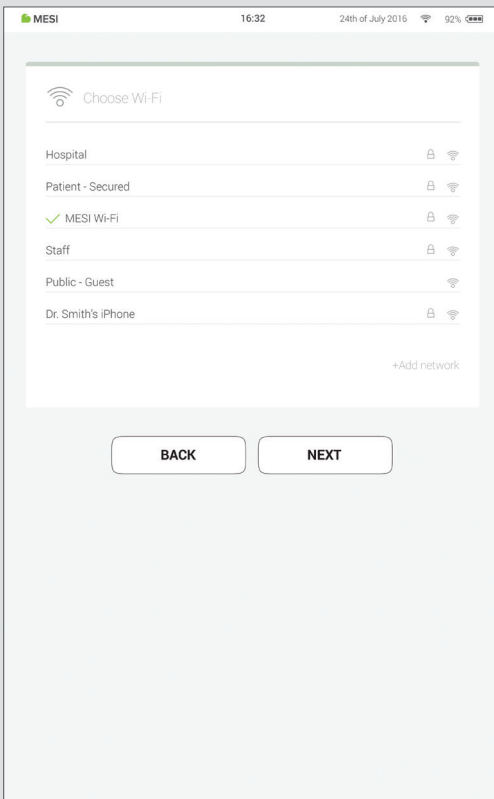 MESI 16:32 24th of July 2016 92%
Choose Wi-Fi
Hospital
Patient - Secured
MESI Wi-Fi
Staff
Public - Guest
Dr. Smith's iPhone
+Add network
BACK NEXT